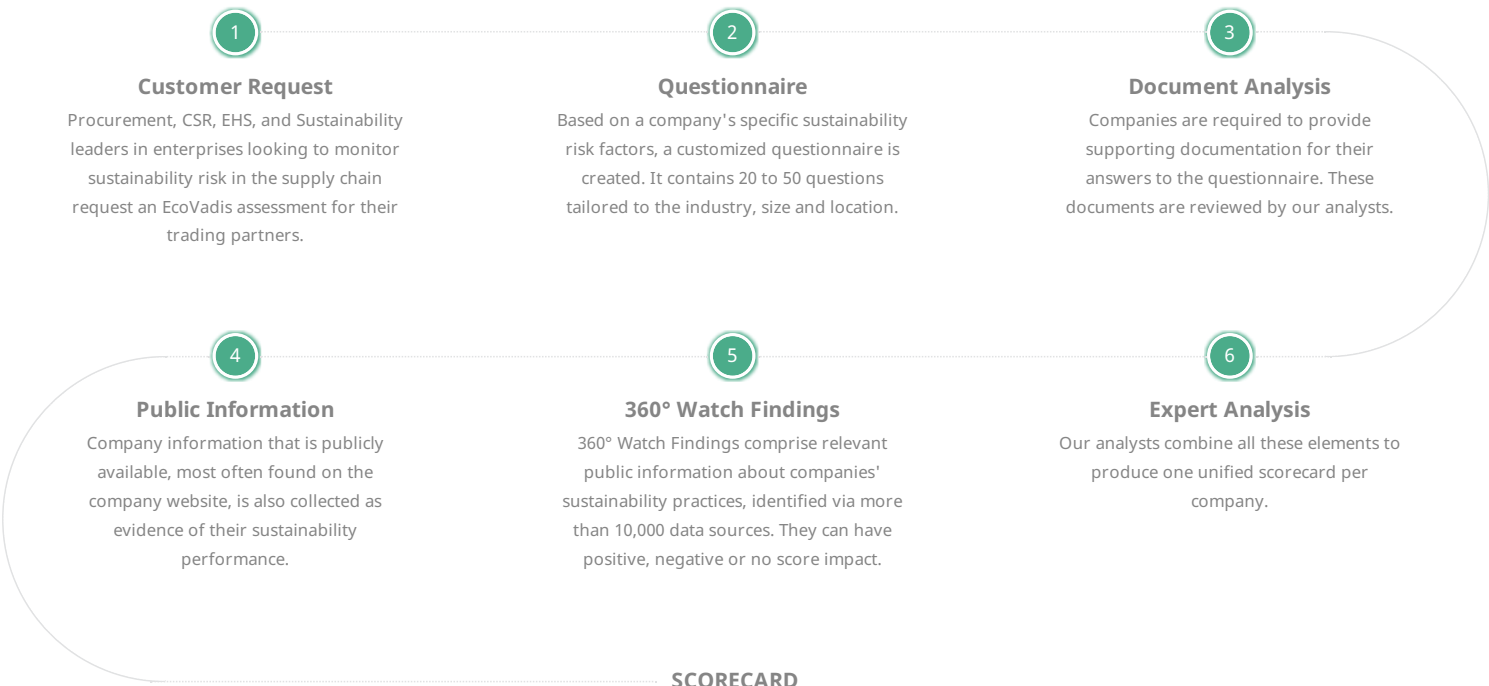 1
Customer Request
Procurement, CSR, EHS, and Sustainability
leaders in enterprises looking to monitor
sustainability risk in the supply chain
request an EcoVadis assessment for their
trading partners.
2
Questionnaire
Based on a company's specific sustainability
risk factors, a customized questionnaire is
created. It contains 20 to 50 questions
tailored to the industry, size and location.
3
Document Analysis
Companies are required to provide
supporting documentation for their
answers to the questionnaire. These
documents are reviewed by our analysts.
4
Public Information
Company information that is publicly
available, most often found on the
company website, is also collected as
evidence of their sustainability
performance.
5
360° Watch Findings
360° Watch Findings comprise relevant
public information about companies'
sustainability practices, identified via more
than 10,000 data sources. They can have
positive, negative or no score impact.
6
Expert Analysis
Our analysts combine all these elements to
produce one unified scorecard per
company.
SCORECARD